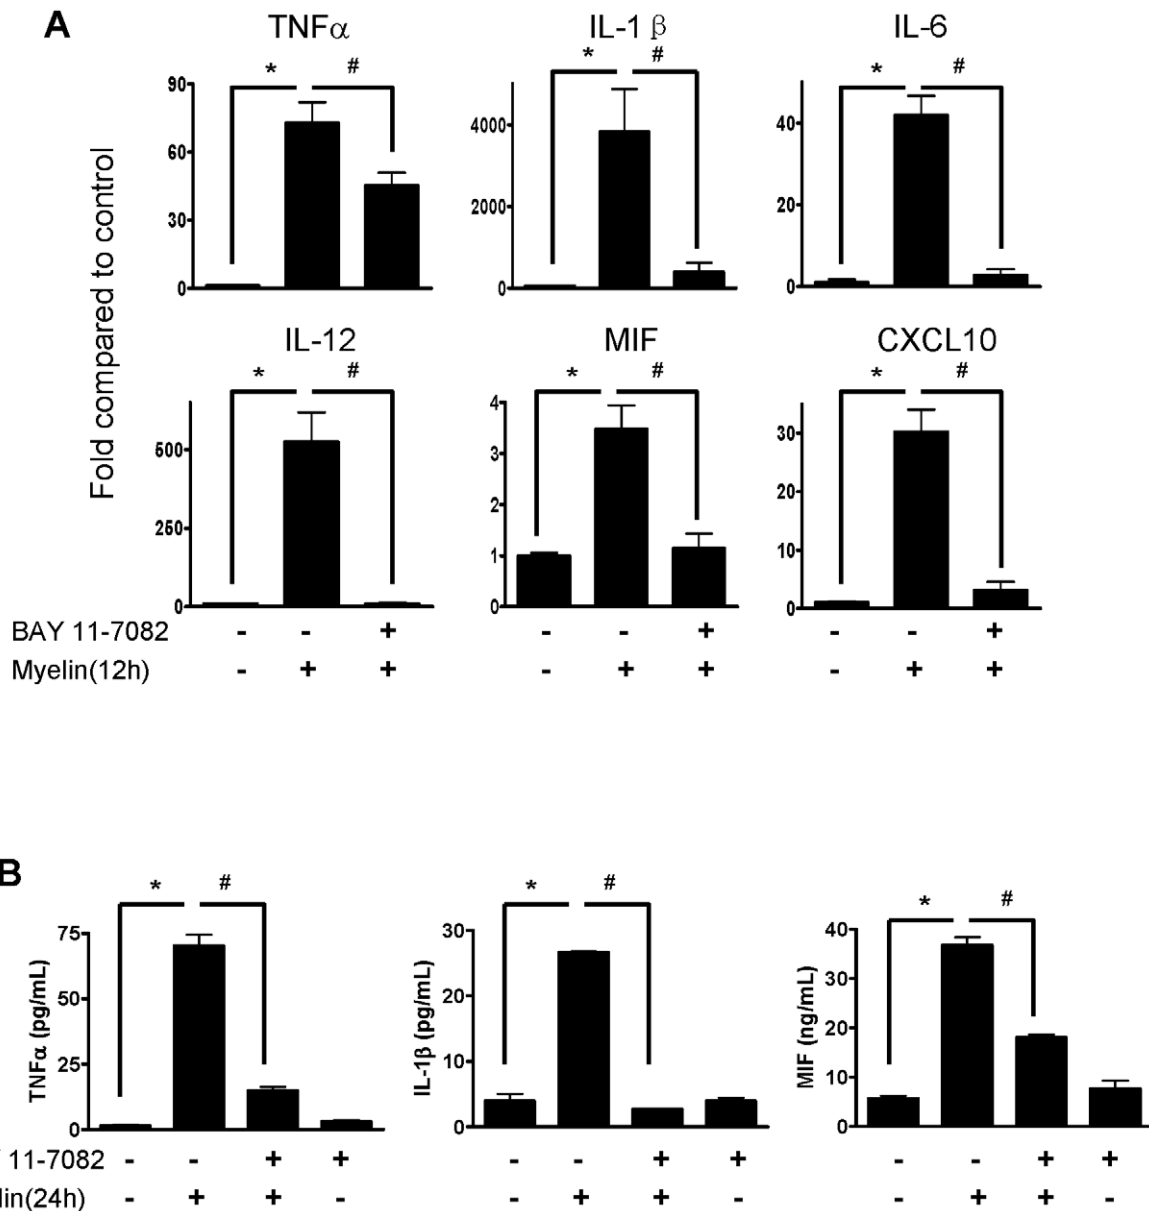 A
TNFα IL-1 β IL-6
* # * # * #
Fold compared to control
90 60 30 0
4000 2000 0
40 20 0
IL-12 MIF CXCL10
* # * # * #
500 250 0
4 3 2 1 0
30 20 10 0
BAY 11-7082 - - + - - + - - +
Myelin(12h) - + + - + + - + +
B
* # * # * #
TNFα (pg/mL)
75 50 25 0
IL-1β (pg/mL)
30 20 10 0
MIF (ng/mL)
40 30 20 10 0
11-7082 - - + + - - + + - - + +
lin(24h) - + + - - + + - - + + -